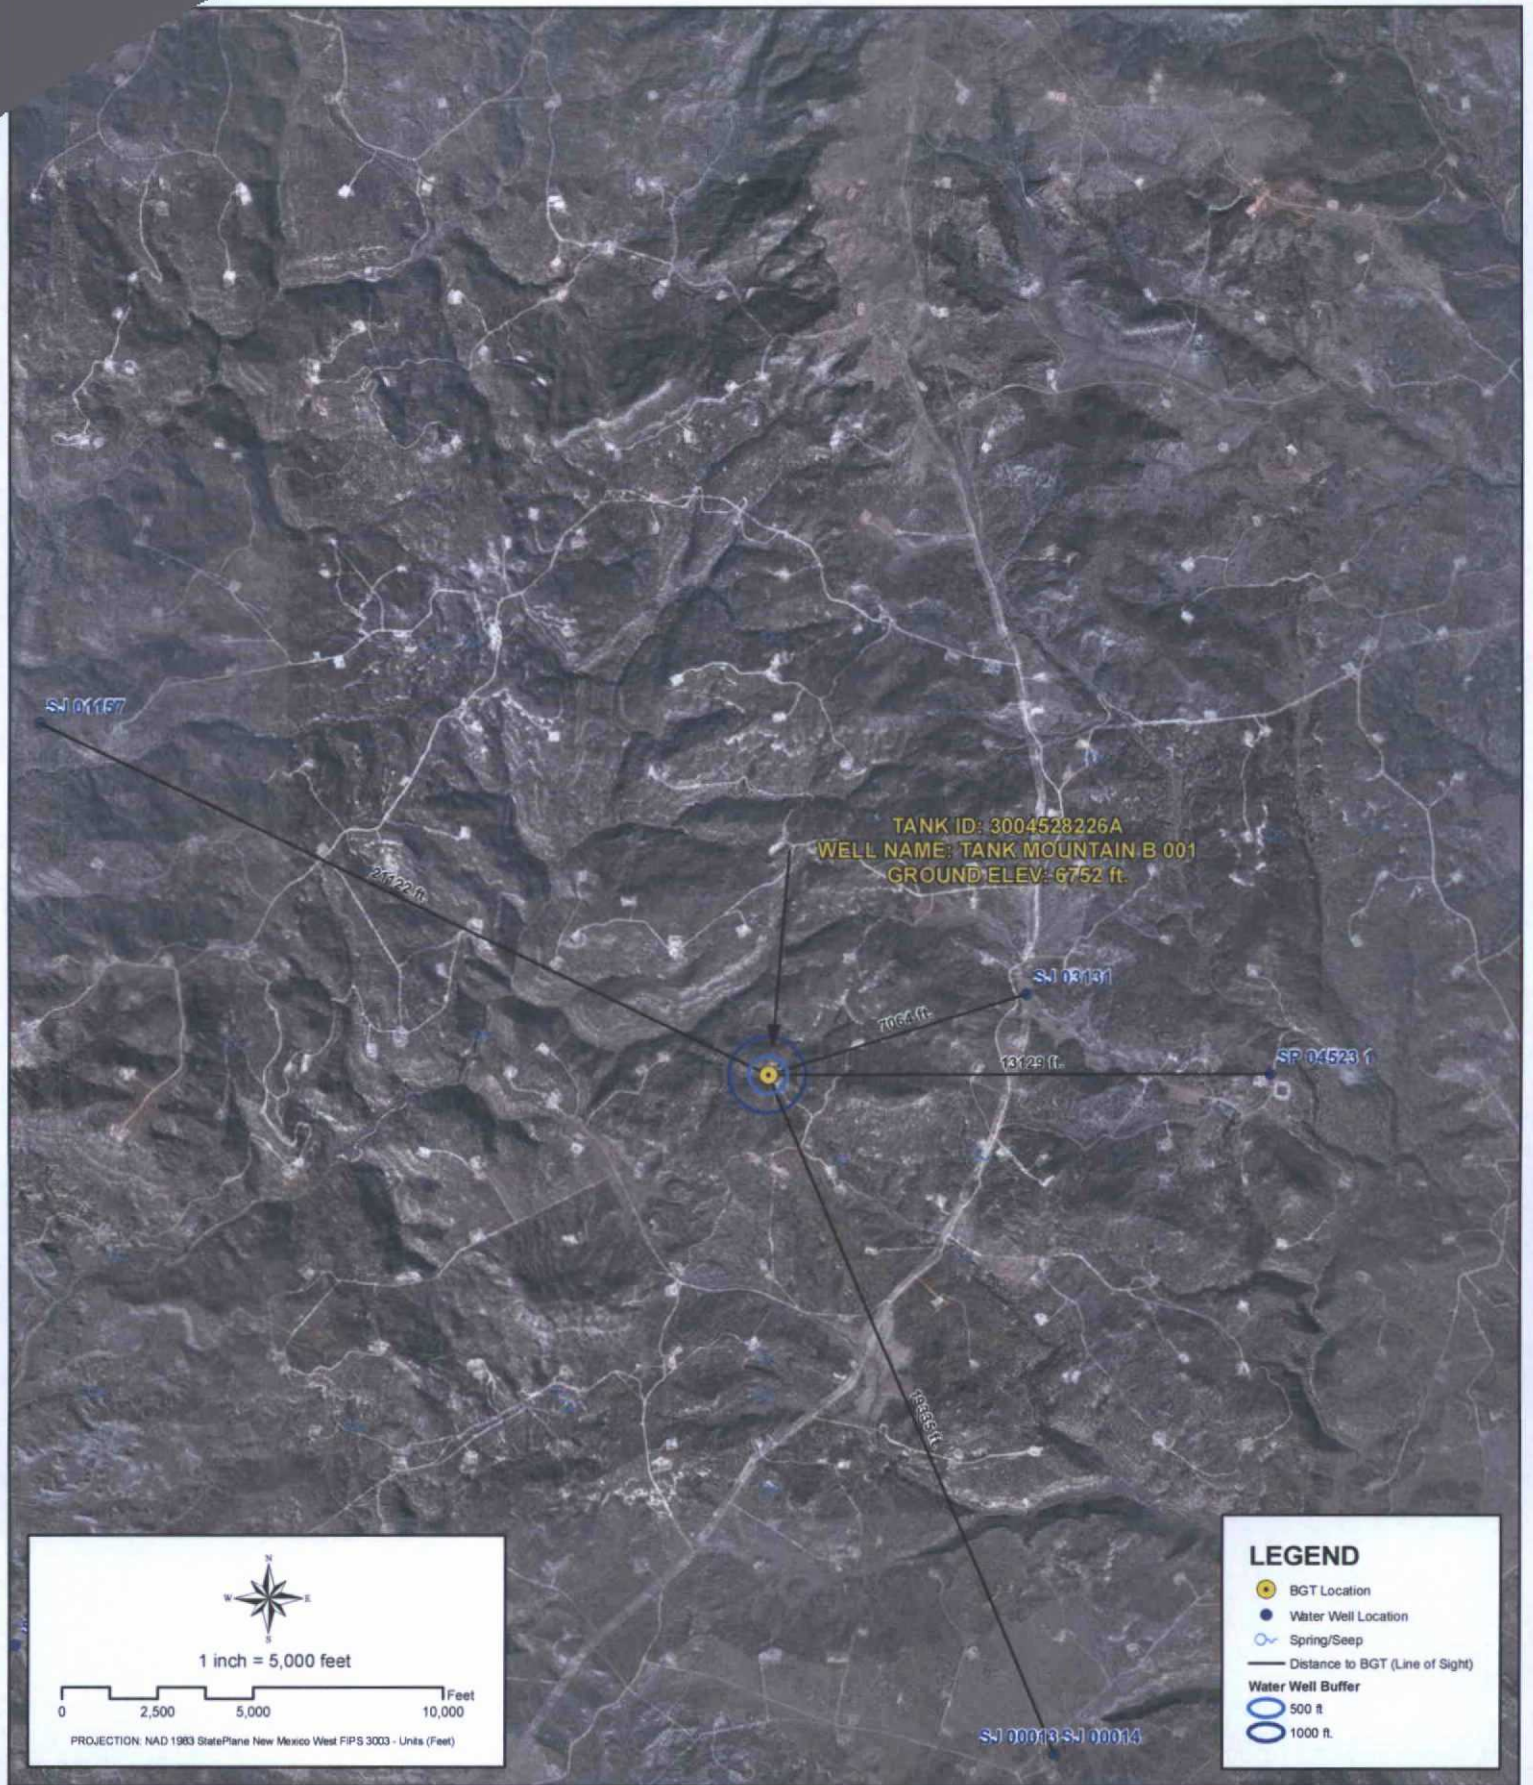 SJ 01157
TANK ID: 3004528226A
WELL NAME: TANK MOUNTAIN B 001
GROUND ELEV: 6752 ft.
21122 ft.
SJ 03131
7064 ft.
13129 ft.
SP 04523 1
SJ 00013 SJ 00014
N
W E
S
1 inch = 5,000 feet
Feet
0 2,500 5,000 10,000
PROJECTION: NAD 1983 StatePlane New Mexico West FIPS 3003 - Units (Feet)
LEGEND
BGT Location
Water Well Location
Spring/Seep
Distance to BGT (Line of Sight)
Water Well Buffer
500 ft
1000 ft.